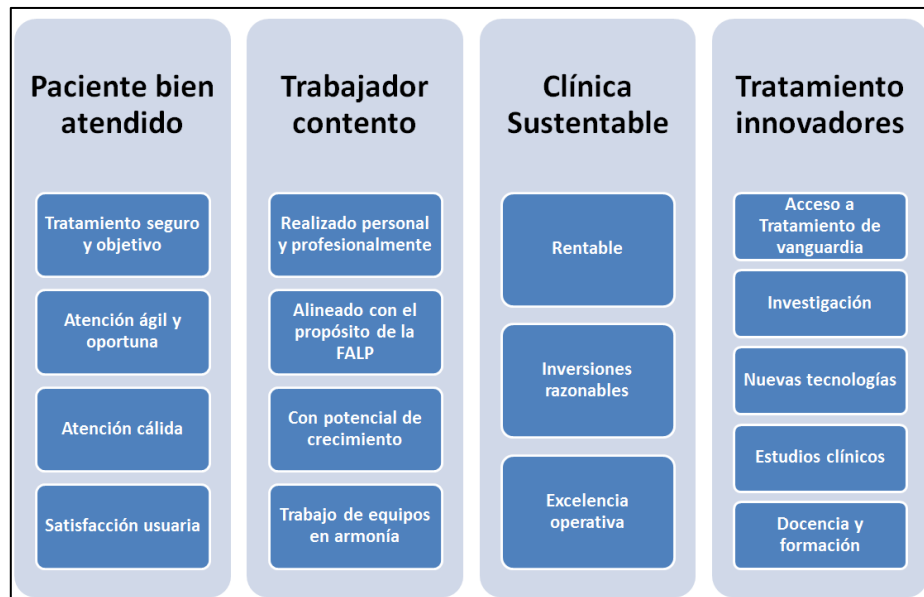 Paciente bien
atendido
Tratamiento seguro
y objetivo
Atención ágil y
oportuna
Atención cálida
Satisfacción usuaria
Trabajador
contento
Realizado personal
y profesionalmente
Alineado con el
propósito de la
FALP
Con potencial de
crecimiento
Trabajo de equipos
en armonía
Clínica
Sustentable
Rentable
Inversiones
razonables
Excelencia
operativa
Tratamiento
innovadores
Acceso a
Tratamiento de
vanguardia
Investigación
Nuevas tecnologías
Estudios clínicos
Docencia y
formación